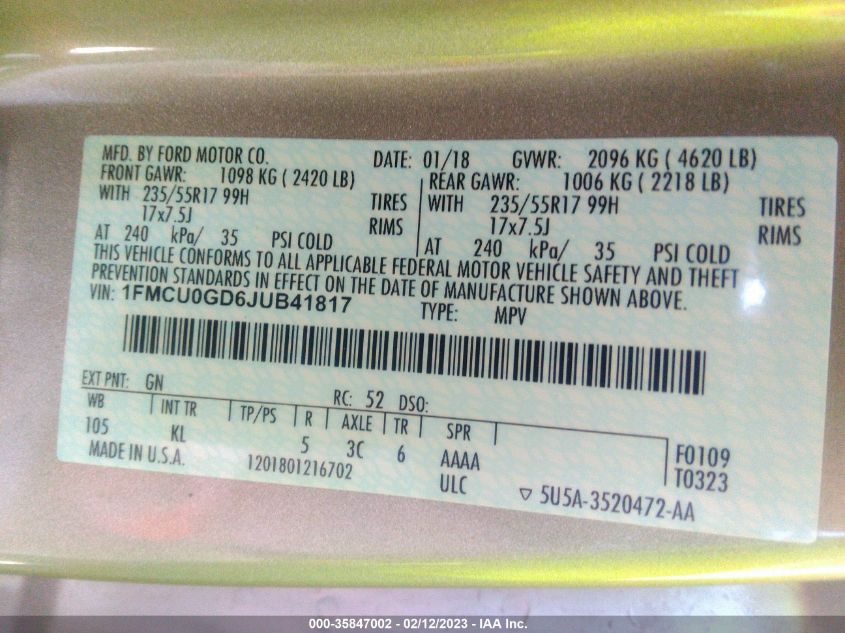 MFD. BY FORD MOTOR CO. DATE: 01/18 GVWR: 2096 KG ( 4620 LB)
FRONT GAWR: 1098 KG ( 2420 LB) REAR GAWR: 1006 KG ( 2218 LB)
WITH 235/55R17 99H TIRES WITH 235/55R17 99H TIRES
17x7.5J RIMS 17x7.5J RIMS
AT 240 kPa/ 35 PSI COLD AT 240 kPa/ 35 PSI COLD
THIS VEHICLE CONFORMS TO ALL APPLICABLE FEDERAL MOTOR VEHICLE SAFETY AND THEFT
PREVENTION STANDARDS IN EFFECT ON THE DATE OF MANUFACTURE SHOWN ABOVE.
VIN: 1FMCU0GD6JUB41817 TYPE: MPV
EXT PNT: GN RC: 52 DSO:
WB INT TR TP/PS R AXLE TR SPR
105 KL 5 3C 6 AAAA F0109
MADE IN U.S.A. 1201801216702 ULC T0323
▽ 5U5A-3520472-AA
000-35847002 - 02/12/2023 - IAA Inc.